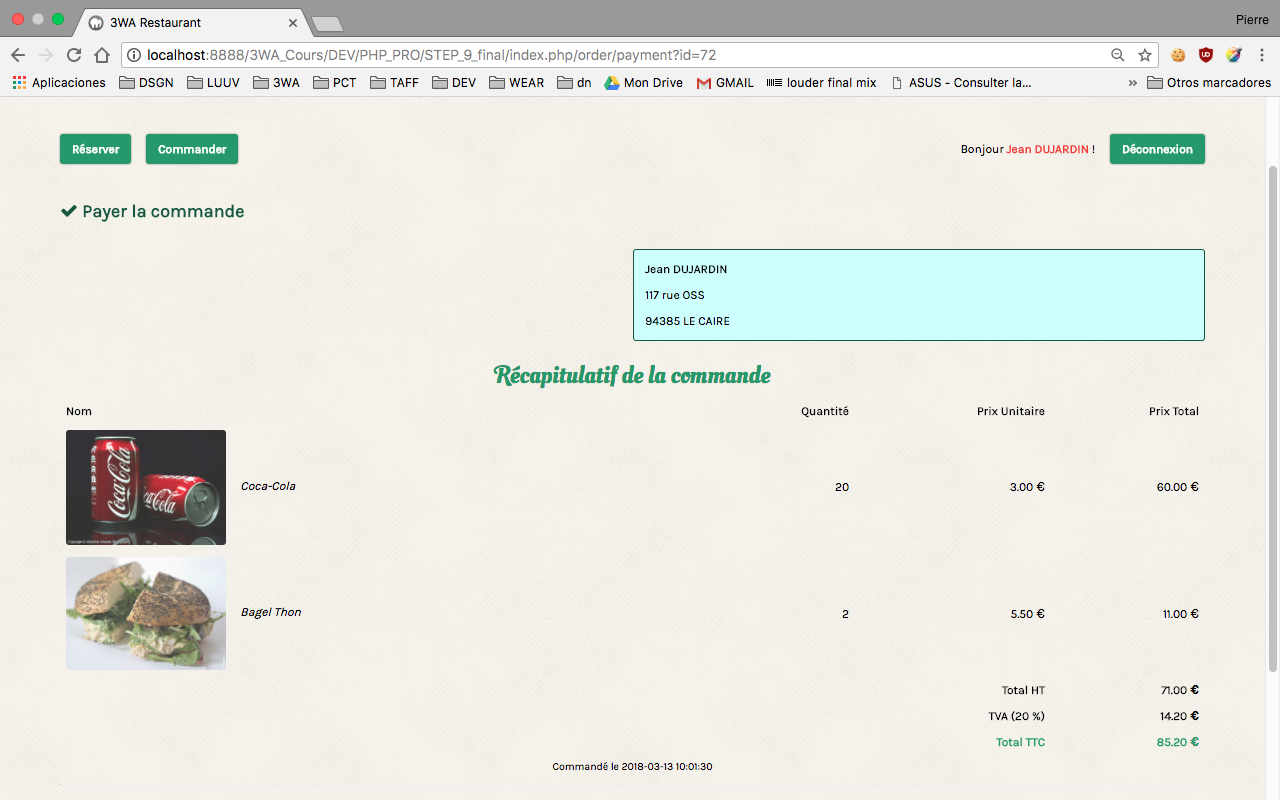 3WA Restaurant
Pierre
localhost:8888/3WA_Cours/DEV/PHP_PRO/STEP_9_final/index.php/order/payment?id=72
Aplicaciones DSGN LUUV 3WA PCT TAFF DEV WEAR dn Mon Drive GMAIL louder final mix ASUS - Consulter la... » Otros marcadores
Réserver Commander Bonjour Jean DUJARDIN ! Déconnexion
Payer la commande
Jean DUJARDIN
117 rue OSS
94385 LE CAIRE
Récapitulatif de la commande
Nom Quantité Prix Unitaire Prix Total
Coca-Cola Coca-Cola
Coca-Cola 20 3.00 € 60.00 €
Bagel Thon 2 5.50 € 11.00 €
Total HT 71.00 €
TVA (20 %) 14.20 €
Total TTC 85.20 €
Commandé le 2018-03-13 10:01:30